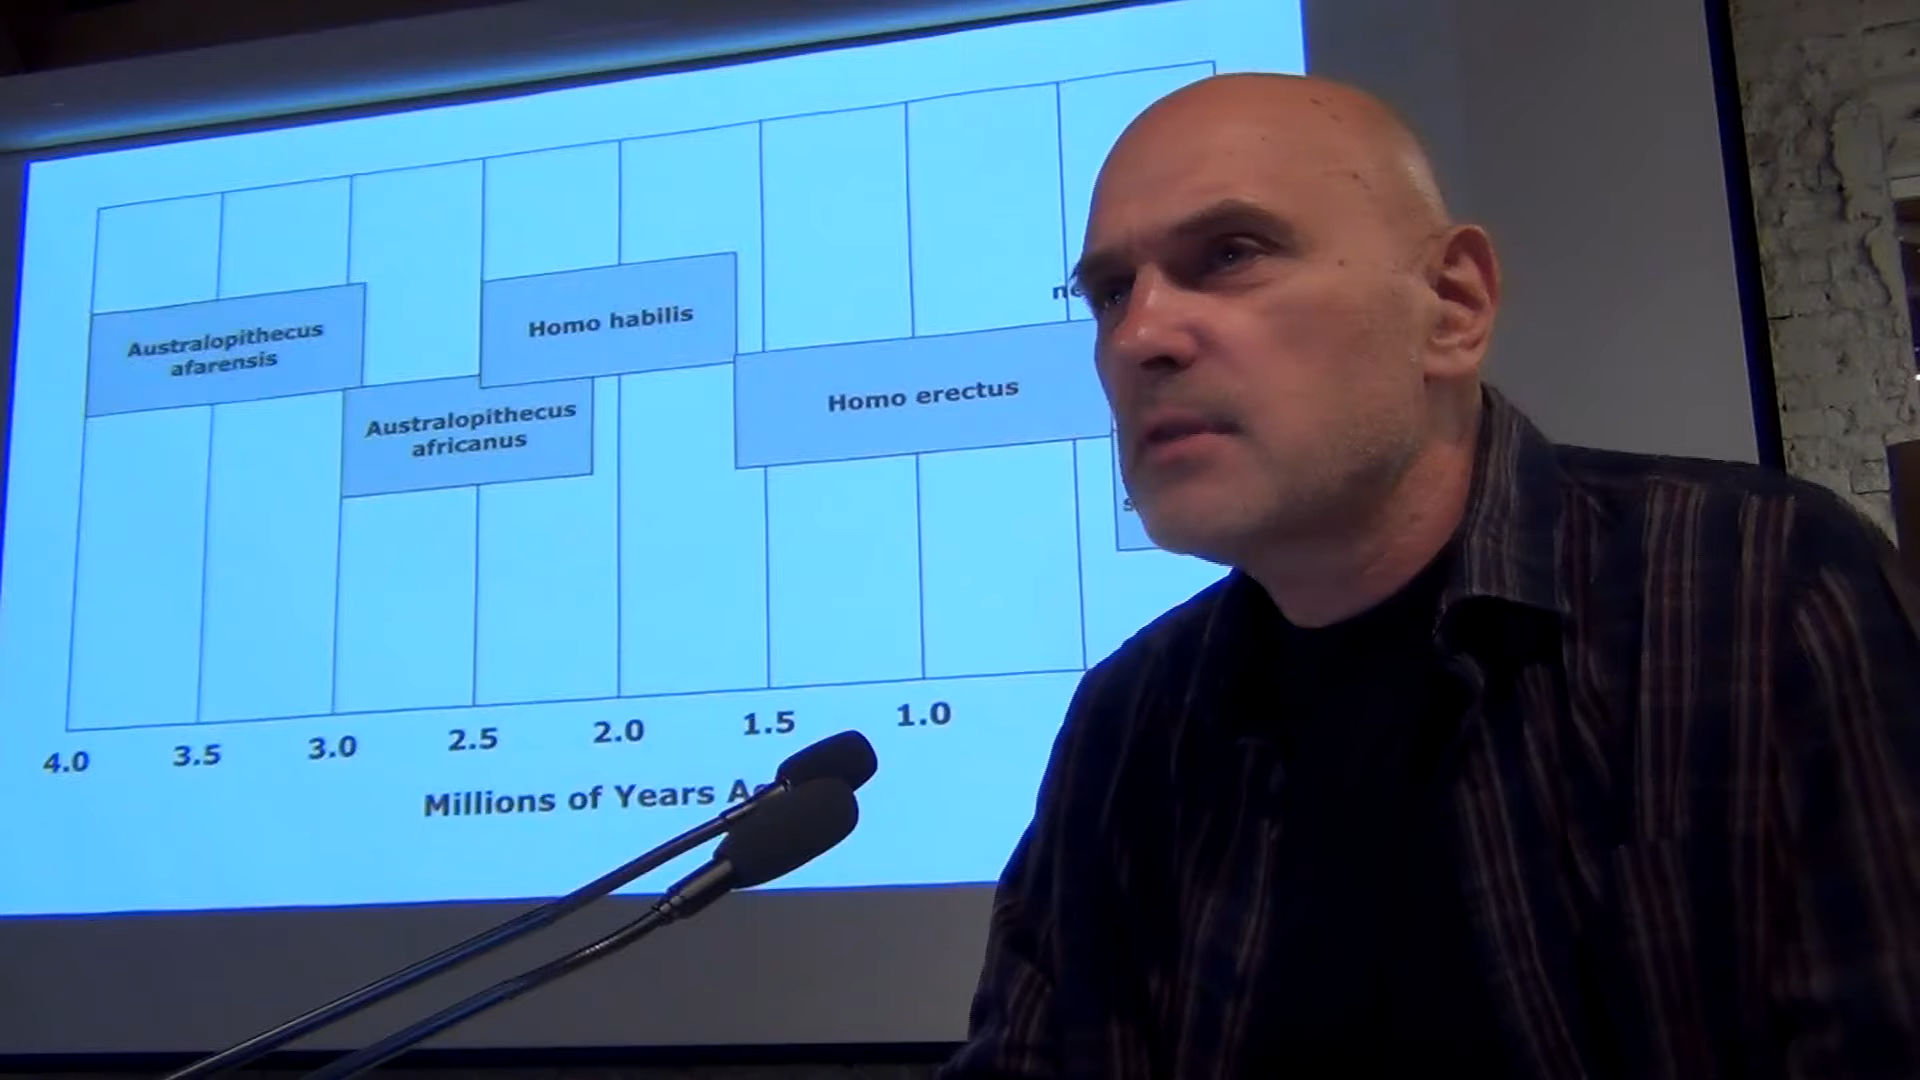 Australopithecus
afarensis
Homo habilis
Australopithecus
africanus
Homo erectus
4.0
3.5
3.0
2.5
2.0
1.5
1.0
Millions of Years